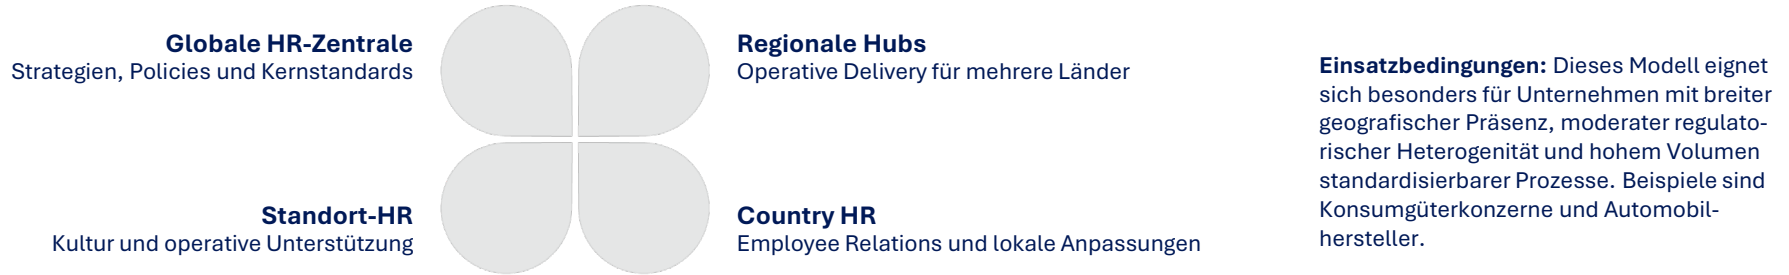 Globale HR-Zentrale
Strategien, Policies und Kernstandards
Regionale Hubs
Operative Delivery für mehrere Länder
Standort-HR
Kultur und operative Unterstützung
Country HR
Employee Relations und lokale Anpassungen
Einsatzbedingungen: Dieses Modell eignet
sich besonders für Unternehmen mit breiter
geografischer Präsenz, moderater regulato-
rischer Heterogenität und hohem Volumen
standardisierbarer Prozesse. Beispiele sind
Konsumgüterkonzerne und Automobil-
hersteller.